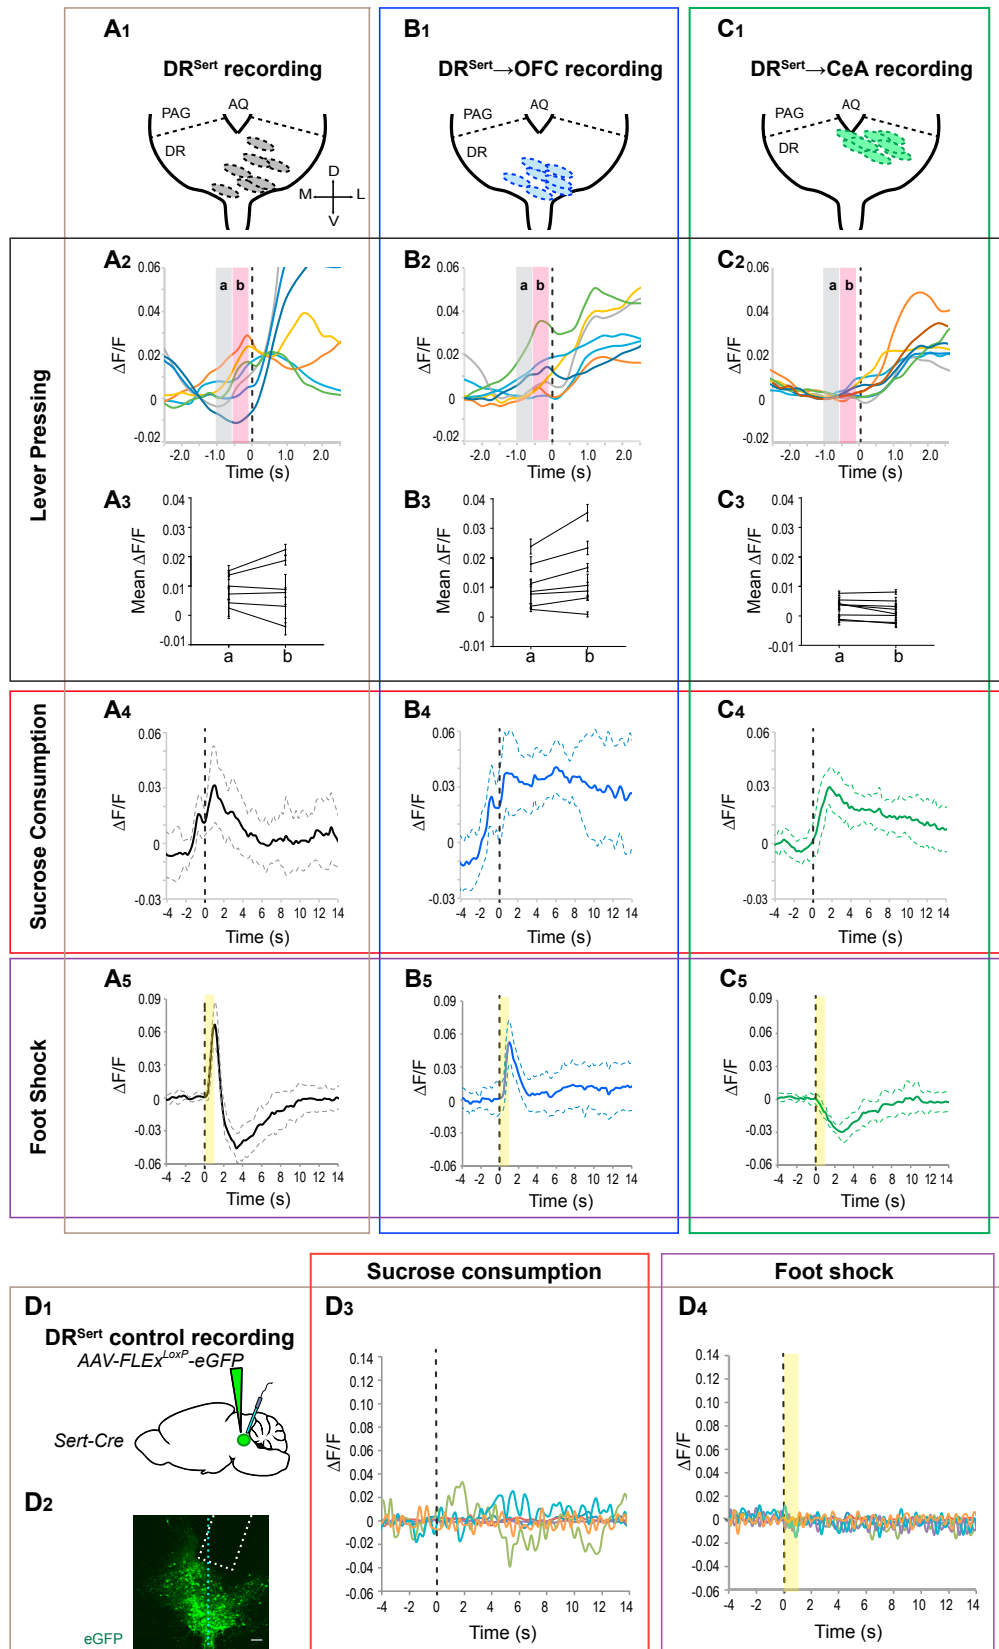 A1
DRSert recording
PAG
AQ
DR
D
M
L
V
B1
DRSert→OFC recording
PAG
AQ
DR
C1
DRSert→CeA recording
PAG
AQ
DR
Lever Pressing
A2
a
b
ΔF/F
0.06
0.04
0.02
0
-0.02
-2.0
-1.0
0
1.0
2.0
Time (s)
B2
a
b
ΔF/F
0.06
0.04
0.02
0
-0.02
-2.0
-1.0
0
1.0
2.0
Time (s)
C2
a
b
ΔF/F
0.06
0.04
0.02
0
-0.02
-2.0
-1.0
0
1.0
2.0
Time (s)
A3
Mean ΔF/F
0.04
0.03
0.02
0.01
0
-0.01
a
b
B3
Mean ΔF/F
0.04
0.03
0.02
0.01
0
-0.01
a
b
C3
Mean ΔF/F
0.04
0.03
0.02
0.01
0
-0.01
a
b
Sucrose Consumption
A4
ΔF/F
0.06
0.03
0
-0.03
-4 -2 0 2 4 6 8 10 12 14
Time (s)
B4
ΔF/F
0.06
0.03
0
-0.03
-4 -2 0 2 4 6 8 10 12 14
Time (s)
C4
ΔF/F
0.06
0.03
0
-0.03
-4 -2 0 2 4 6 8 10 12 14
Time (s)
Foot Shock
A5
ΔF/F
0.09
0.06
0.03
0
-0.03
-0.06
-4 -2 0 2 4 6 8 10 12 14
Time (s)
B5
ΔF/F
0.09
0.06
0.03
0
-0.03
-0.06
-4 -2 0 2 4 6 8 10 12 14
Time (s)
C5
ΔF/F
0.09
0.06
0.03
0
-0.03
-0.06
-4 -2 0 2 4 6 8 10 12 14
Time (s)
D1
DRSert control recording
AAV-FLExLoxP-eGFP
Sert-Cre
D2
eGFP
Sucrose consumption
D3
ΔF/F
0.14
0.12
0.10
0.08
0.06
0.04
0.02
0
-0.02
-0.04
-0.06
-4 -2 0 2 4 6 8 10 12 14
Time (s)
Foot shock
D4
ΔF/F
0.14
0.12
0.10
0.08
0.06
0.04
0.02
0
-0.02
-0.04
-0.06
-4 -2 0 2 4 6 8 10 12 14
Time (s)